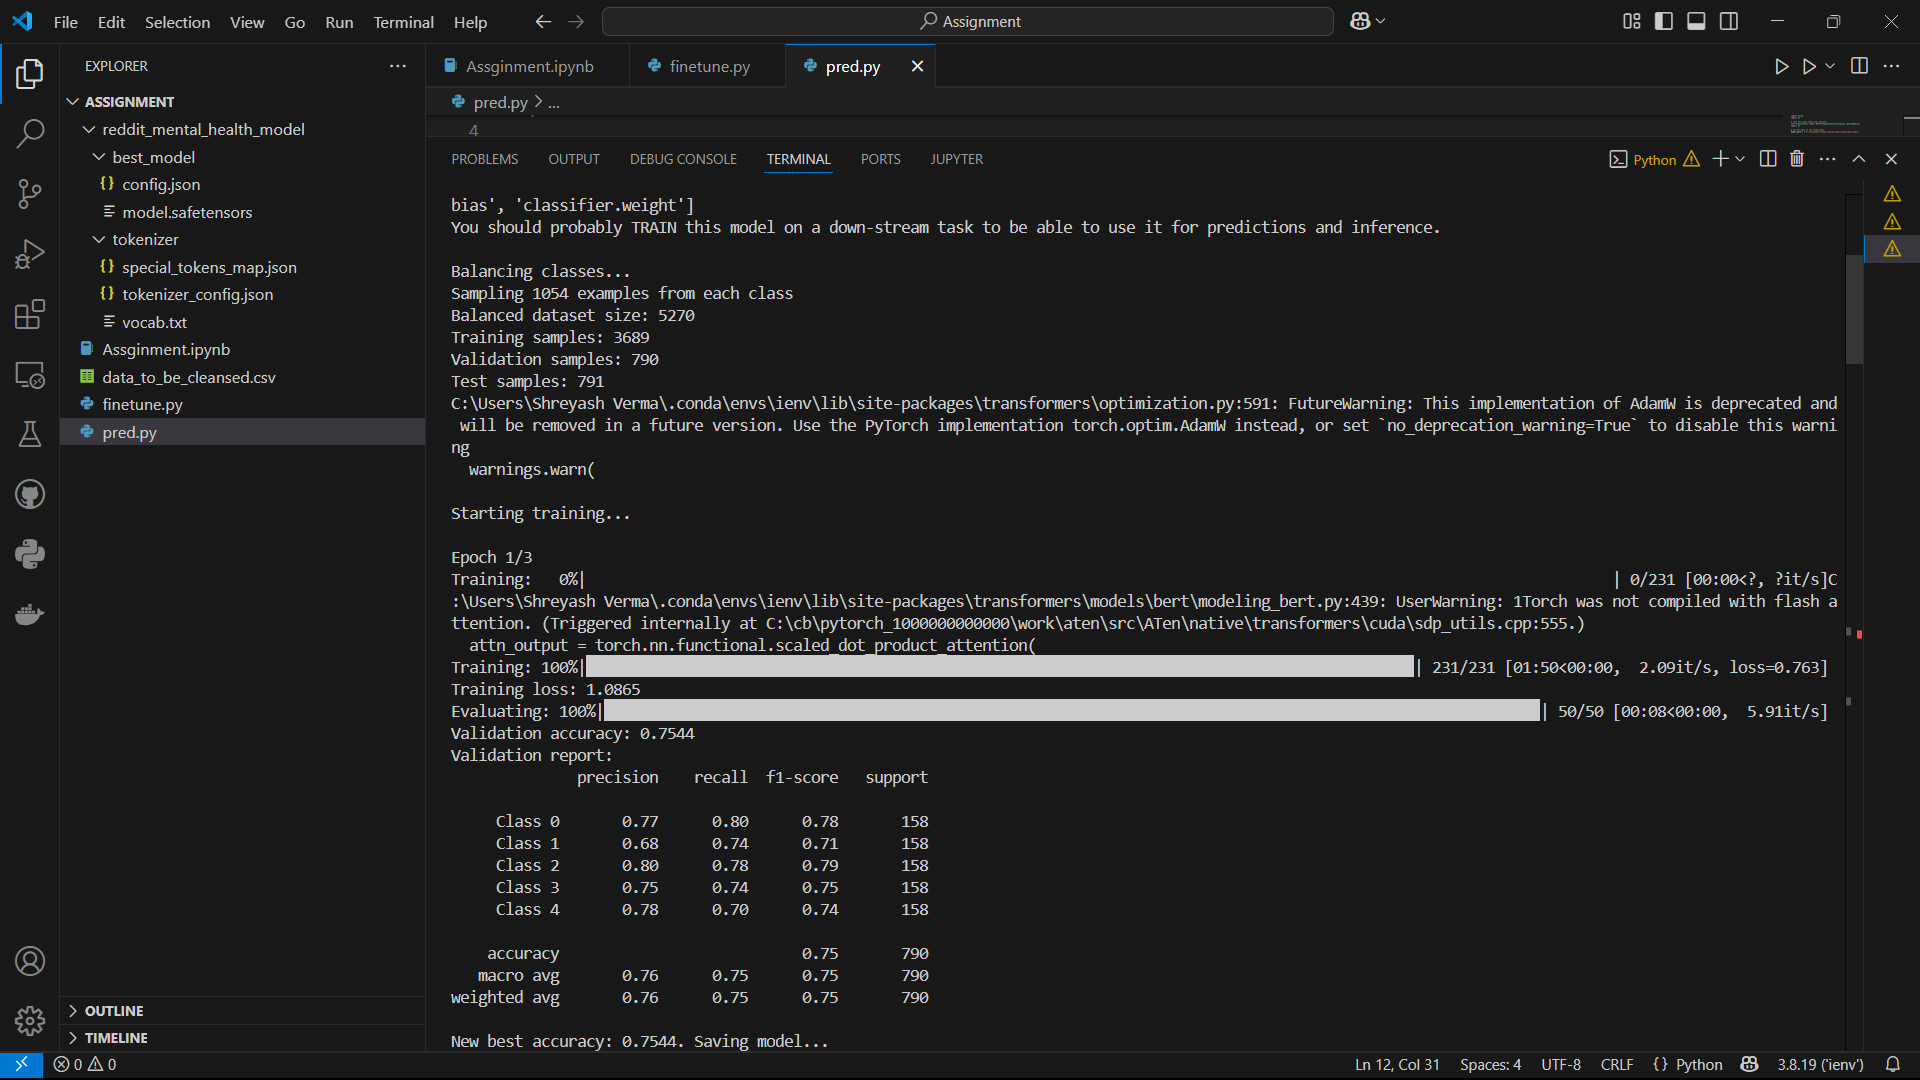 File Edit Selection View Go Run Terminal Help
Assignment
EXPLORER
ASSIGNMENT
reddit_mental_health_model
best_model
config.json
model.safetensors
tokenizer
special_tokens_map.json
tokenizer_config.json
vocab.txt
Assginment.ipynb
data_to_be_cleansed.csv
finetune.py
pred.py
OUTLINE
TIMELINE
Assginment.ipynb finetune.py pred.py
pred.py > ...
4
PROBLEMS OUTPUT DEBUG CONSOLE TERMINAL PORTS JUPYTER
Python
bias', 'classifier.weight']
You should probably TRAIN this model on a down-stream task to be able to use it for predictions and inference.
Balancing classes...
Sampling 1054 examples from each class
Balanced dataset size: 5270
Training samples: 3689
Validation samples: 790
Test samples: 791
C:\Users\Shreyash Verma\.conda\envs\ienv\lib\site-packages\transformers\optimization.py:591: FutureWarning: This implementation of AdamW is deprecated and
will be removed in a future version. Use the PyTorch implementation torch.optim.AdamW instead, or set `no_deprecation_warning=True` to disable this warni
ng
warnings.warn(
Starting training...
Epoch 1/3
Training: 0%| | 0/231 [00:00<?, ?it/s]C
:\Users\Shreyash Verma\.conda\envs\ienv\lib\site-packages\transformers\models\bert\modeling_bert.py:439: UserWarning: 1Torch was not compiled with flash a
ttention. (Triggered internally at C:\cb\pytorch_1000000000000\work\aten\src\ATen\native\transformers\cuda\sdp_utils.cpp:555.)
attn_output = torch.nn.functional.scaled_dot_product_attention(
Training: 100%| | 231/231 [01:50<00:00, 2.09it/s, loss=0.763]
Training loss: 1.0865
Evaluating: 100%| | 50/50 [00:08<00:00, 5.91it/s]
Validation accuracy: 0.7544
Validation report:
precision recall f1-score support
Class 0 0.77 0.80 0.78 158
Class 1 0.68 0.74 0.71 158
Class 2 0.80 0.78 0.79 158
Class 3 0.75 0.74 0.75 158
Class 4 0.78 0.70 0.74 158
accuracy 0.75 790
macro avg 0.76 0.75 0.75 790
weighted avg 0.76 0.75 0.75 790
New best accuracy: 0.7544. Saving model...
0 0 Ln 12, Col 31 Spaces: 4 UTF-8 CRLF {} Python 3.8.19 ('ienv')